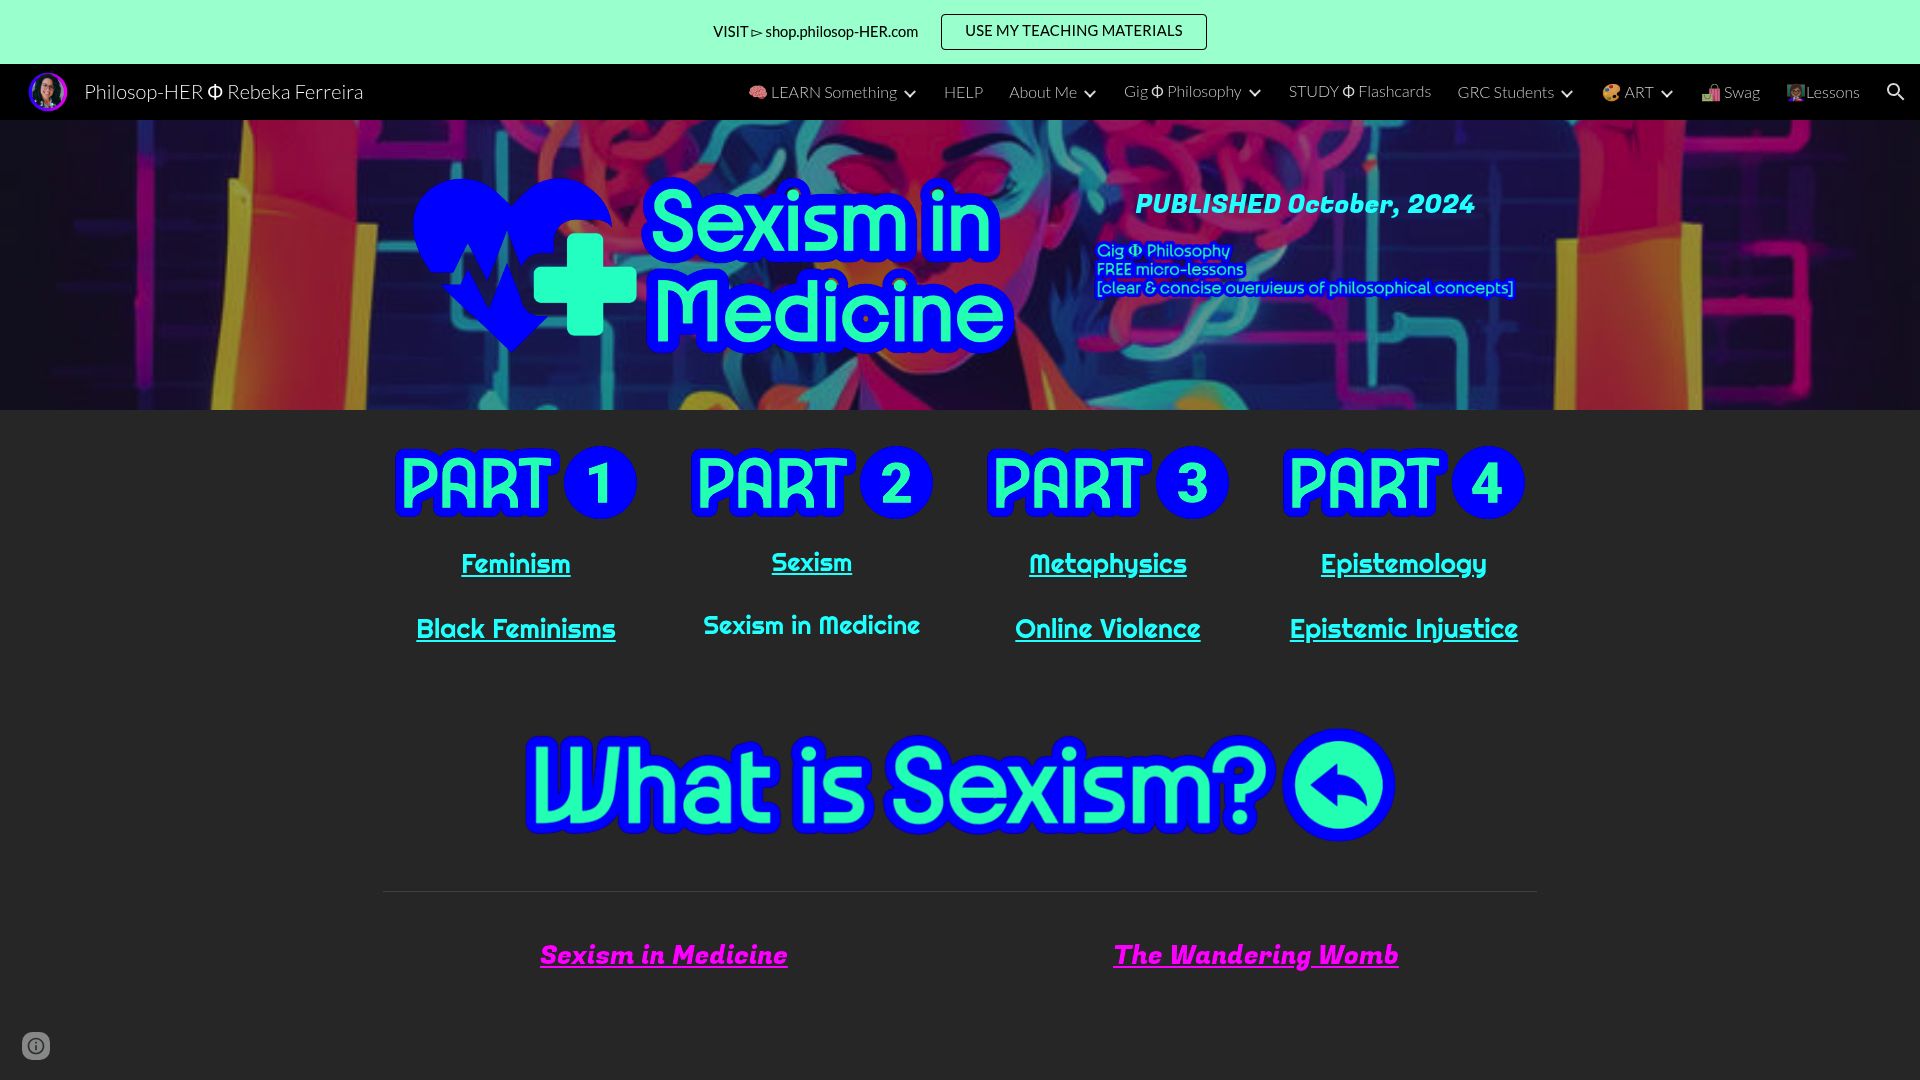 VISIT ▻ shop.philosop-HER.com
USE MY TEACHING MATERIALS
Philosop-HER Φ Rebeka Ferreira
🧠 LEARN Something
HELP
About Me
Gig Φ Philosophy
STUDY Φ Flashcards
GRC Students
🎨 ART
🛍️ Swag
👩🏽‍🏫Lessons
Sexism in
Medicine
PUBLISHED October, 2024
Gig Φ Philosophy
FREE micro-lessons
[clear & concise overviews of philosophical concepts]
PART 1
PART 2
PART 3
PART 4
Feminism
Sexism
Metaphysics
Epistemology
Black Feminisms
Sexism in Medicine
Online Violence
Epistemic Injustice
What is Sexism?
Sexism in Medicine
The Wandering Womb